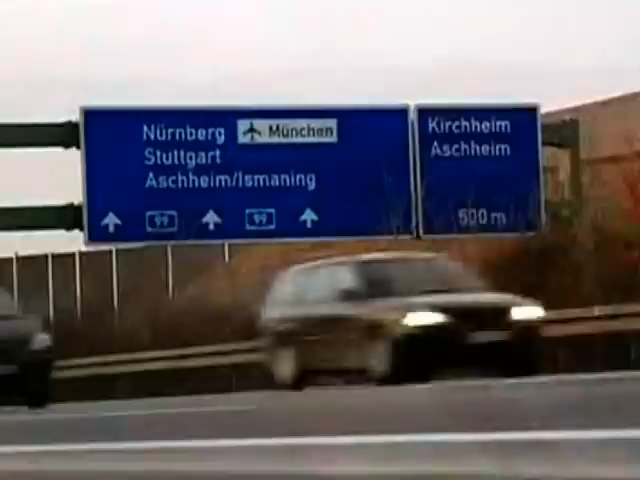 Nürnberg München
Stuttgart
Aschheim/Ismaning
99 99
Kirchheim
Aschheim
500 m